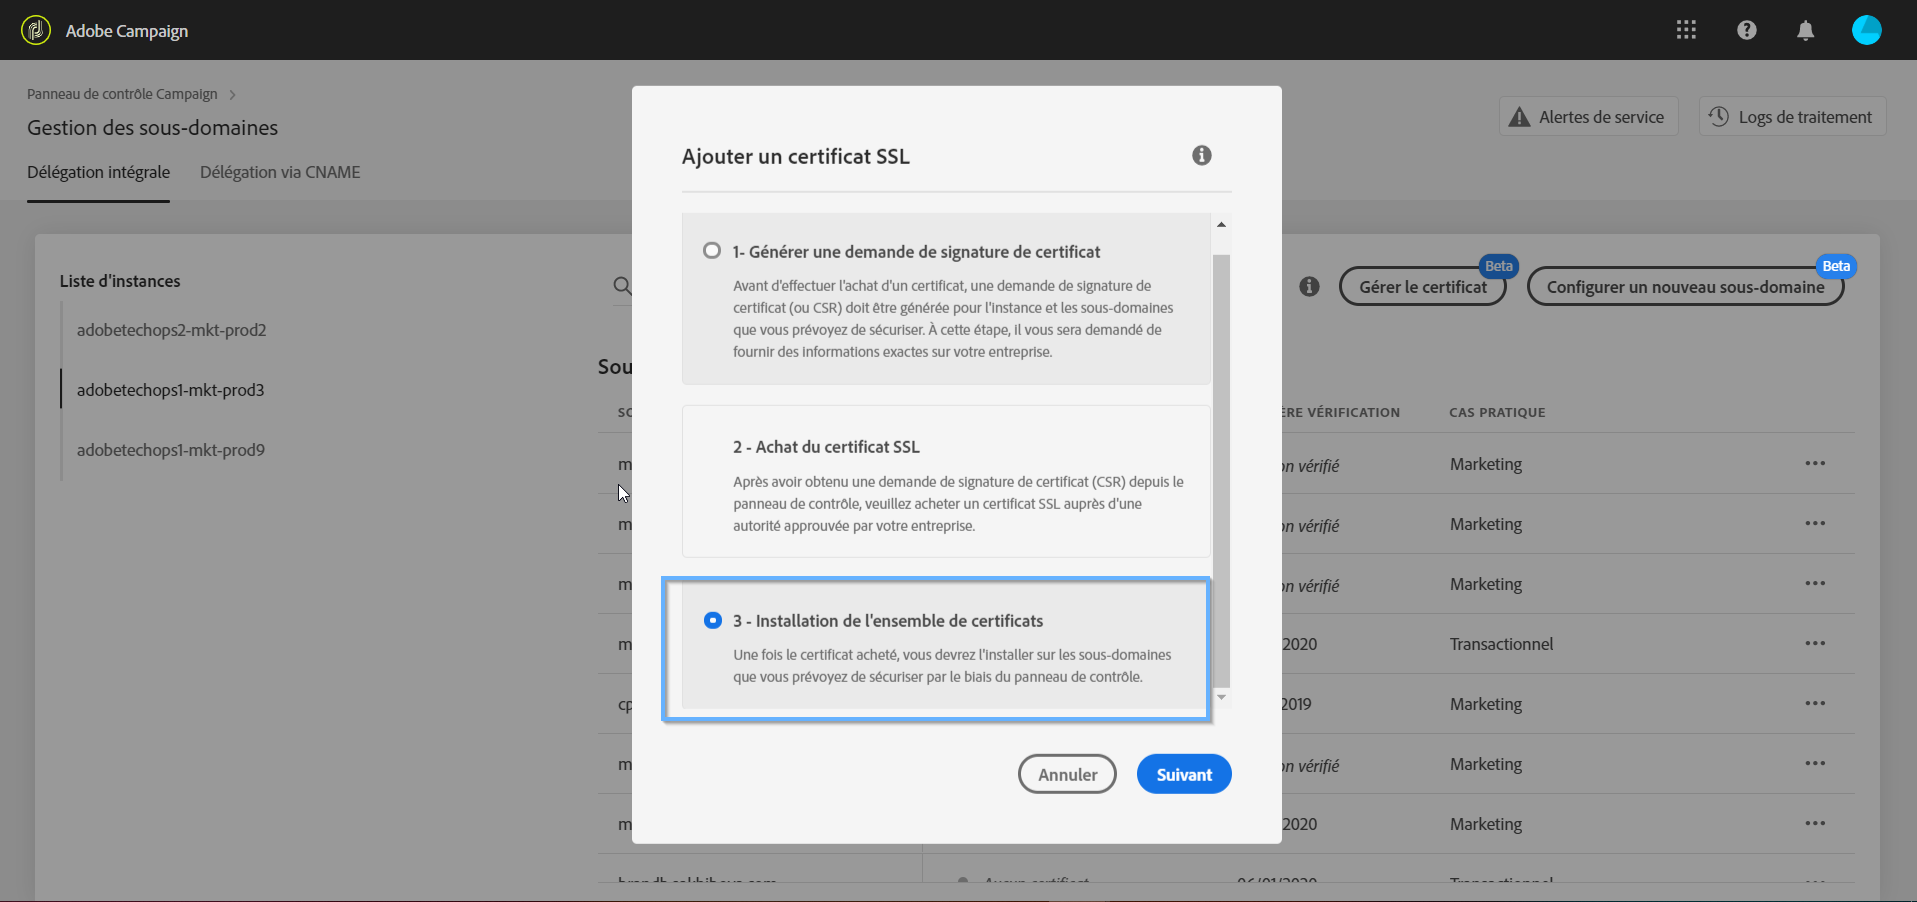 Adobe Campaign
Panneau de contrôle Campaign
Gestion des sous-domaines
Délégation intégrale
Délégation via CNAME
Alertes de service
Logs de traitement
Liste d'instances
adobetechops2-mkt-prod2
adobetechops1-mkt-prod3
adobetechops1-mkt-prod9
Ajouter un certificat SSL
1- Générer une demande de signature de certificat
Avant d'effectuer l'achat d'un certificat, une demande de signature de
certificat (ou CSR) doit être générée pour l'instance et les sous-domaines
que vous prévoyez de sécuriser. À cette étape, il vous sera demandé de
fournir des informations exactes sur votre entreprise.
2 - Achat du certificat SSL
Après avoir obtenu une demande de signature de certificat (CSR) depuis le
panneau de contrôle, veuillez acheter un certificat SSL auprès d'une
autorité approuvée par votre entreprise.
3 - Installation de l'ensemble de certificats
Une fois le certificat acheté, vous devrez l'installer sur les sous-domaines
que vous prévoyez de sécuriser par le biais du panneau de contrôle.
Annuler
Suivant
Gérer le certificat
Beta
Configurer un nouveau sous-domaine
Beta
Sou
VÉRIFICATION
CAS PRATIQUE
vérifié
Marketing
vérifié
Marketing
vérifié
Marketing
2020
Transactionnel
2019
Marketing
vérifié
Marketing
2020
Marketing